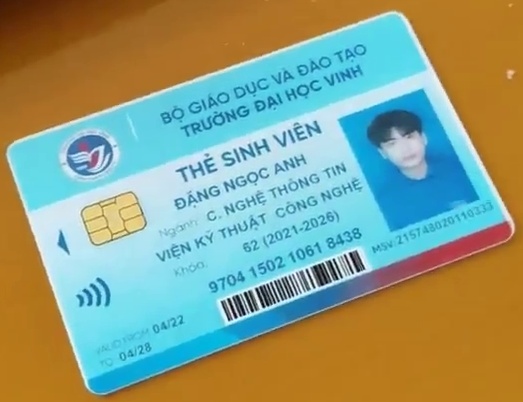 BỘ GIÁO DỤC VÀ ĐÀO TẠO
TRƯỜNG ĐẠI HỌC VINH
THẺ SINH VIÊN
ĐẶNG NGỌC ANH
Ngành: C. NGHỆ THÔNG TIN
VIỆN KỸ THUẬT CÔNG NGHỆ
Khóa: 62 (2021-2026)
9704 1502 1061 8438
MSV: 215748020110333
VALID FROM 04/22
TO 04/28